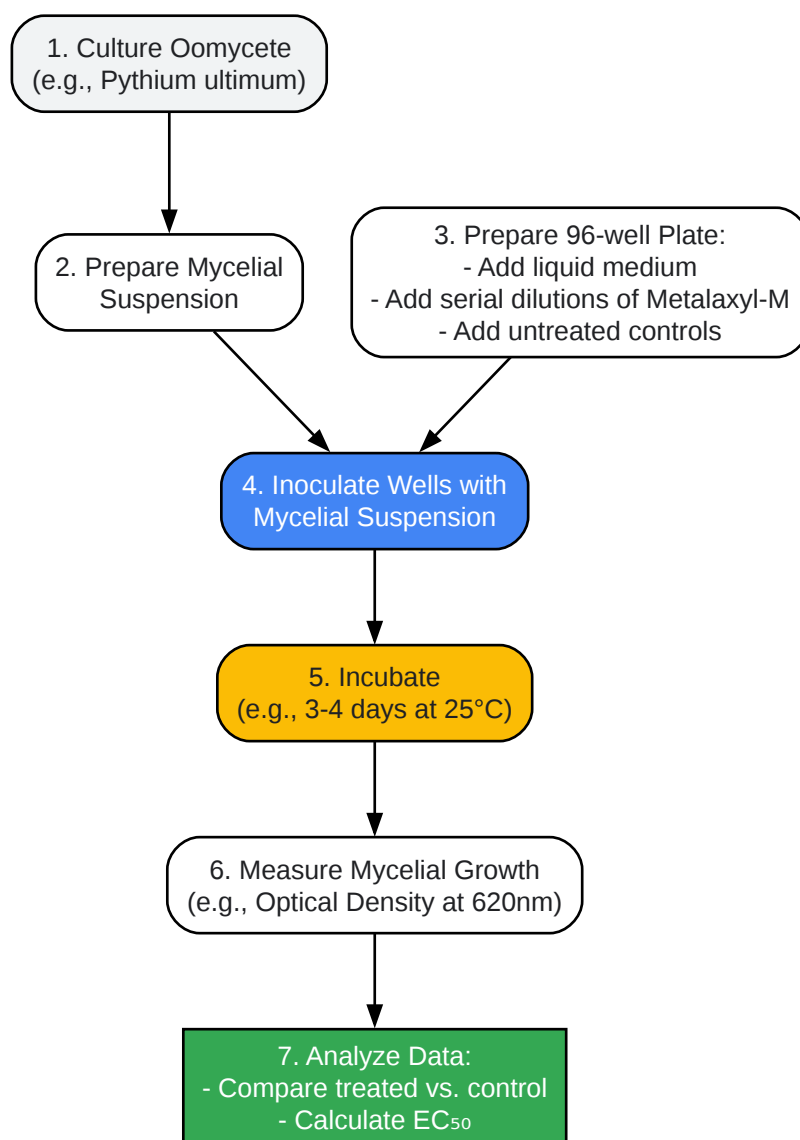 1. Culture Oomycete
(e.g., Pythium ultimum)
2. Prepare Mycelial
Suspension
3. Prepare 96-well Plate:
- Add liquid medium
- Add serial dilutions of Metalaxyl-M
- Add untreated controls
4. Inoculate Wells with
Mycelial Suspension
5. Incubate
(e.g., 3-4 days at 25°C)
6. Measure Mycelial Growth
(e.g., Optical Density at 620nm)
7. Analyze Data:
- Compare treated vs. control
- Calculate EC₅₀